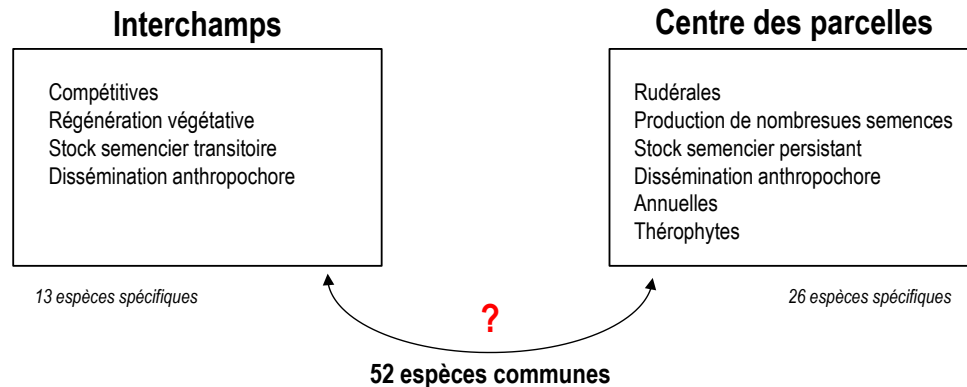 Interchamps
Compétitives
Régénération végétative
Stock semencier transitoire
Dissémination anthropochore
13 espèces spécifiques
Centre des parcelles
Rudérales
Production de nombresues semences
Stock semencier persistant
Dissémination anthropochore
Annuelles
Thérophytes
26 espèces spécifiques
?
52 espèces communes